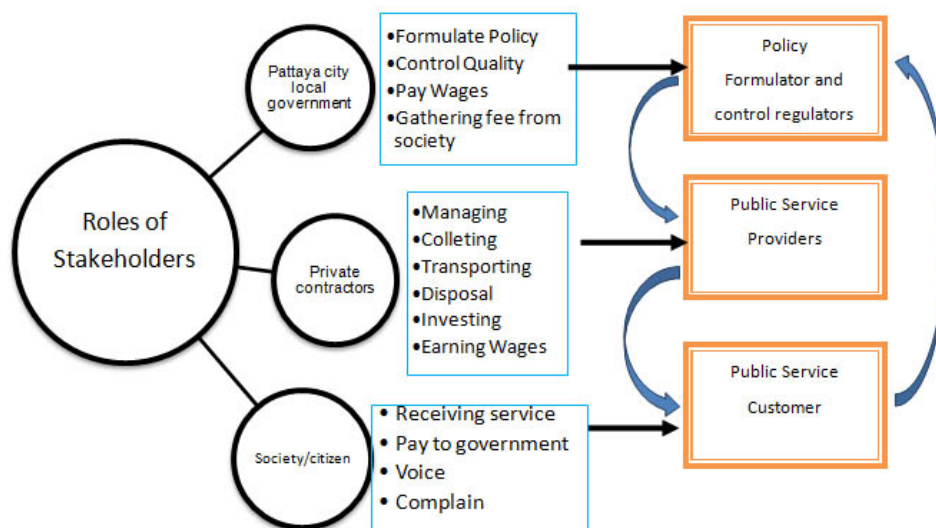 Roles of
Stakeholders
Pattaya city
local
government
•Formulate Policy
•Control Quality
•Pay Wages
•Gathering fee from
society
Policy
Formulator and
control regulators
Private
contractors
•Managing
•Colleting
•Transporting
•Disposal
•Investing
•Earning Wages
Public Service
Providers
Society/citizen
• Receiving service
• Pay to government
• Voice
• Complain
Public Service
Customer